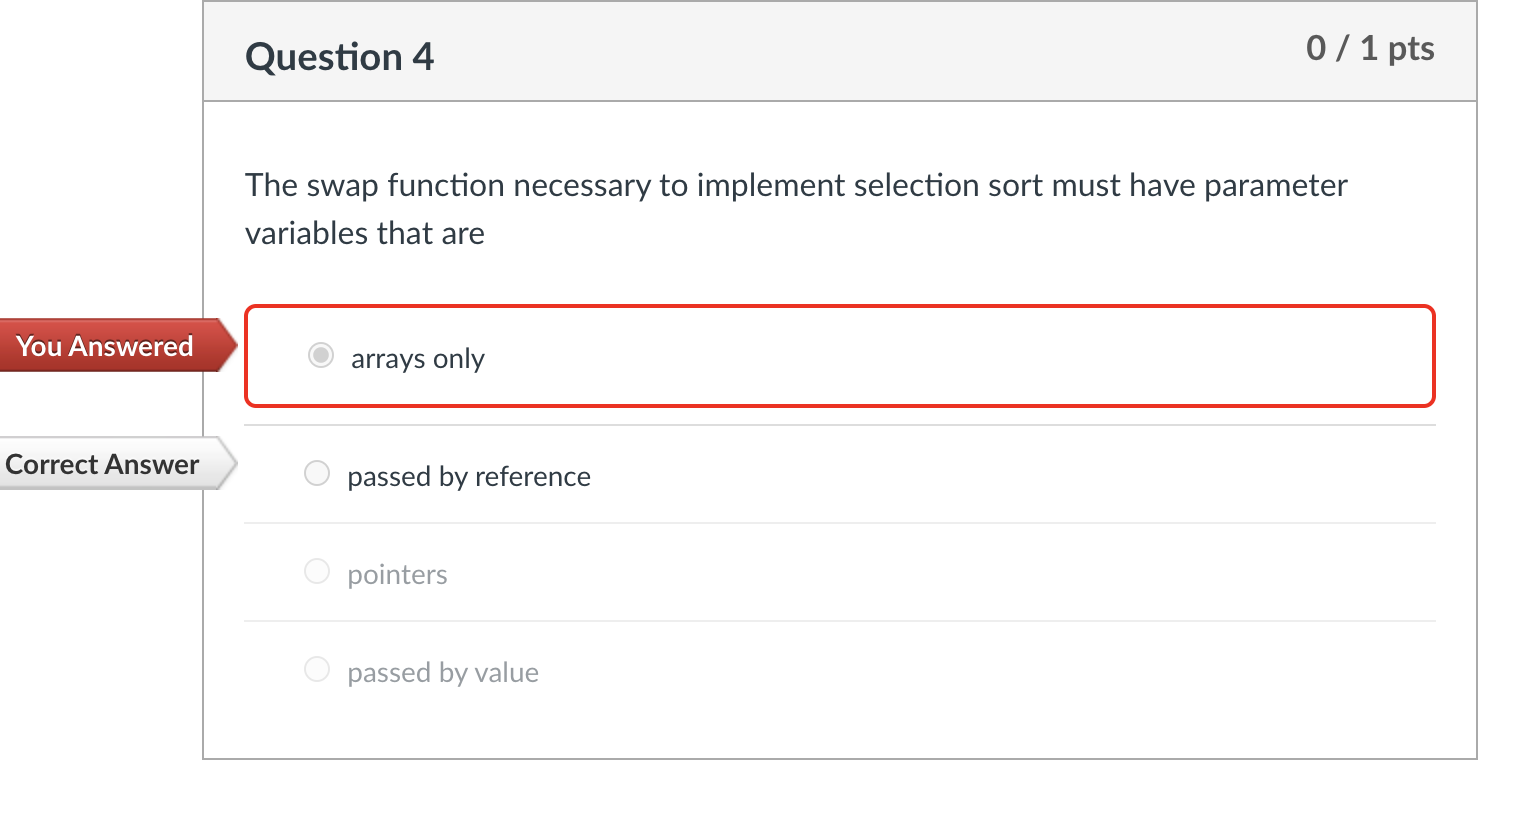 Question 4
0 / 1 pts
The swap function necessary to implement selection sort must have parameter
variables that are
You Answered
arrays only
Correct Answer
passed by reference
pointers
passed by value